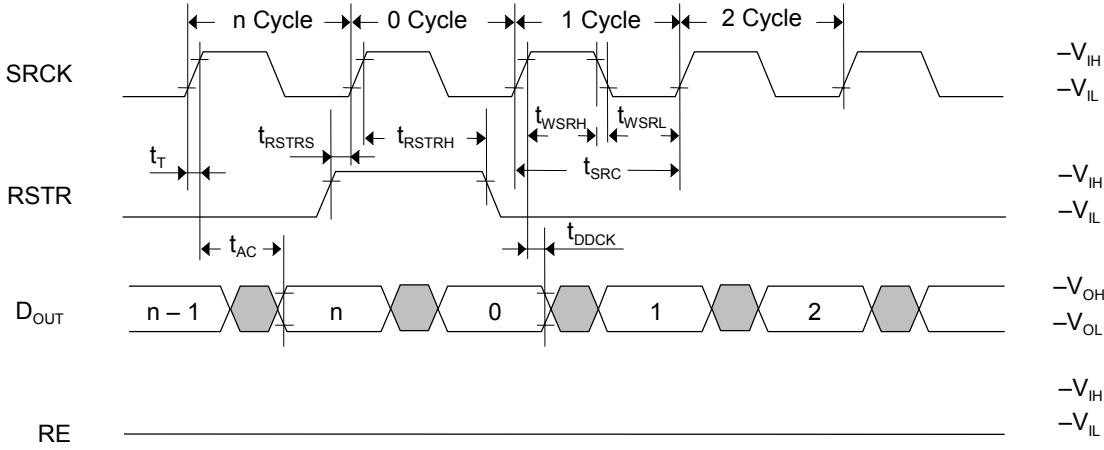 n Cycle 0 Cycle 1 Cycle 2 Cycle
SRCK
–VIH
–VIL
tWSRH tWSRL
tRSTRS tRSTRH
tT
tSRC
RSTR
–VIH
–VIL
tAC
tDDCK
DOUT
n – 1 n 0 1 2
–VOH
–VOL
RE
–VIH
–VIL